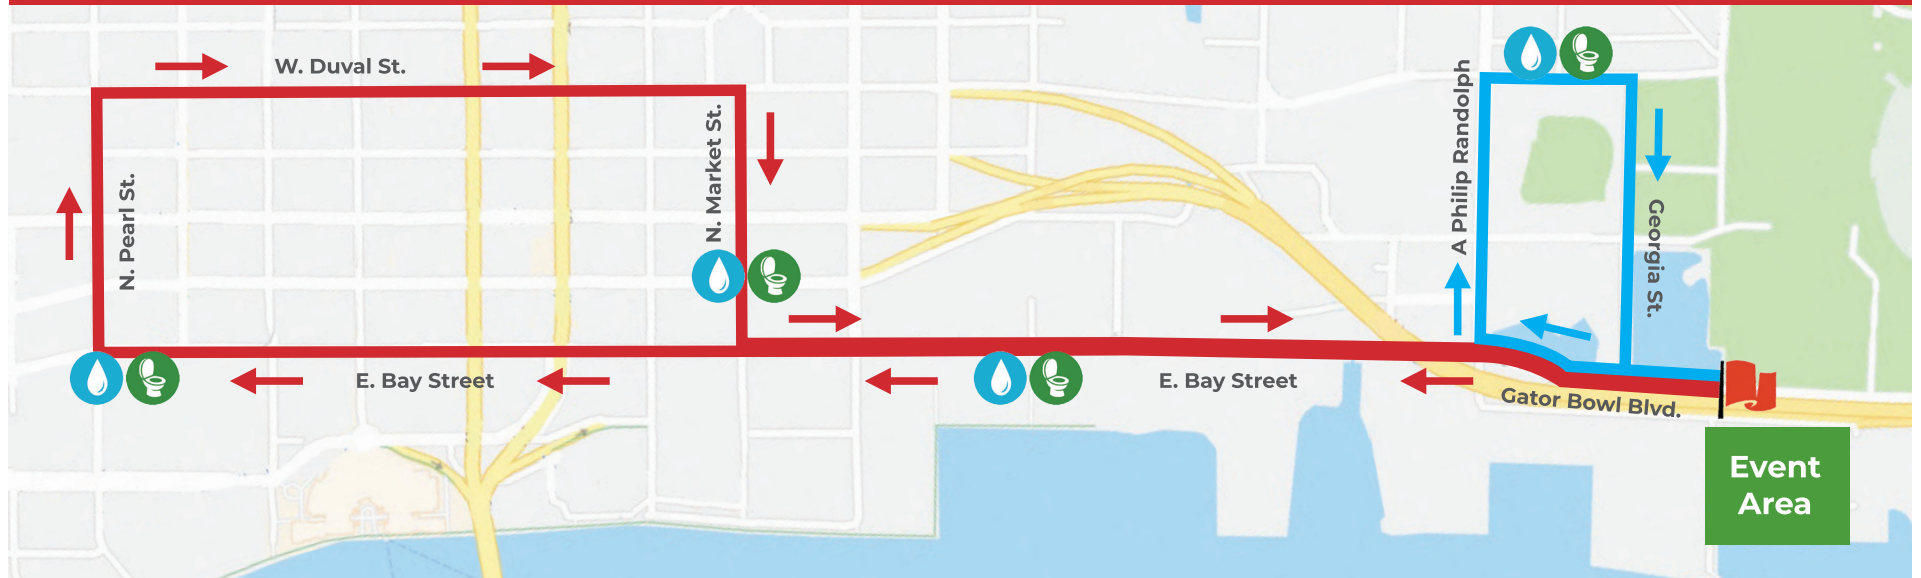 W. Duval St.
N. Pearl St.
N. Market St.
A Philip Randolph
Georgia St.
E. Bay Street
E. Bay Street
Gator Bowl Blvd.
Event
Area